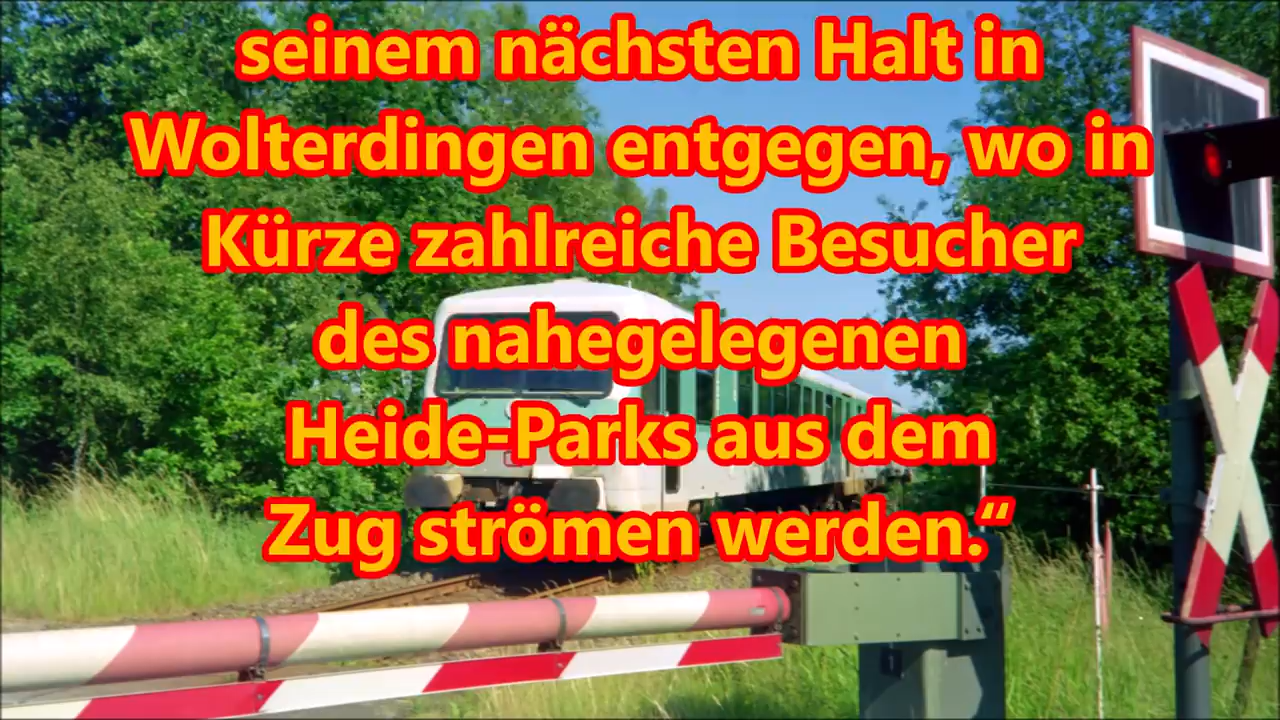 seinem nächsten Halt in
Wolterdingen entgegen, wo in
Kürze zahlreiche Besucher
des nahegelegenen
Heide-Parks aus dem
Zug strömen werden.“